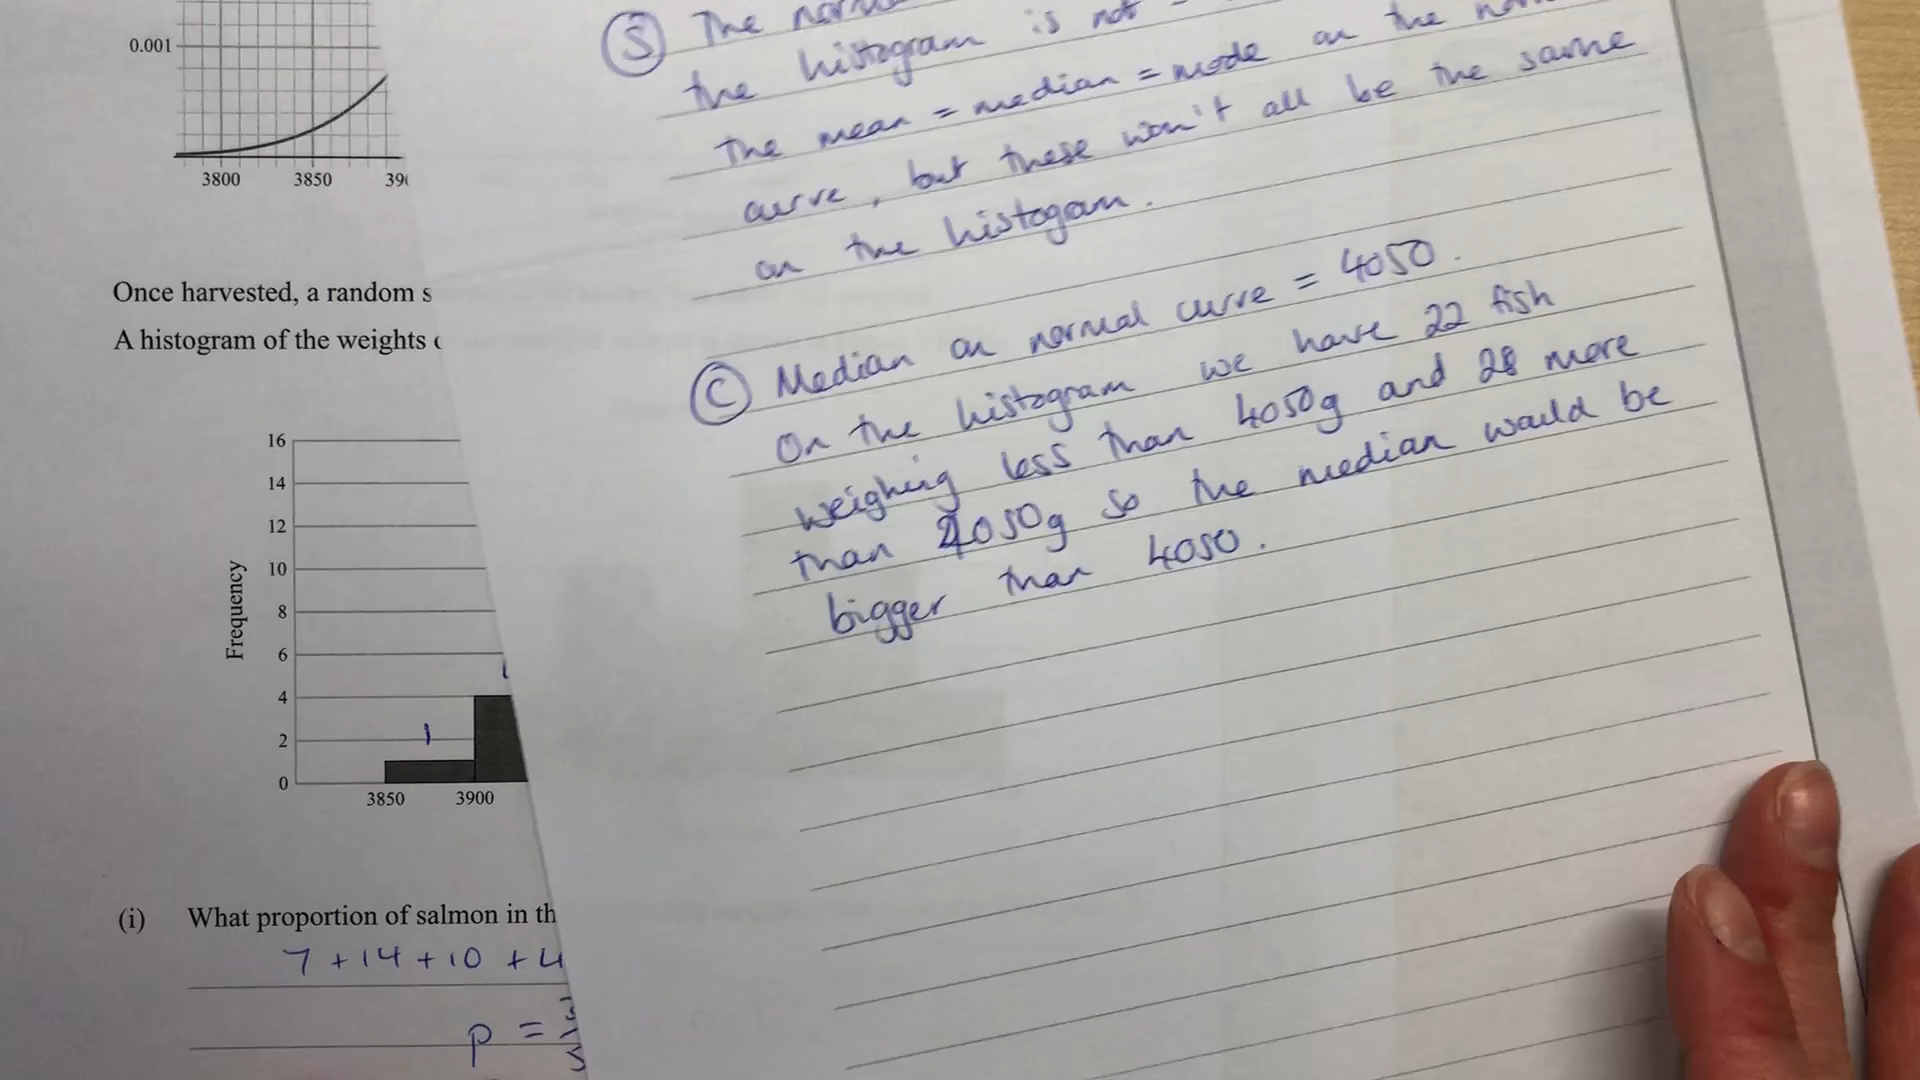 0.001
3800 3850
Once harvested, a random s
A histogram of the weights
16
14
12
10
8
6
4
2
0
Frequency
1
3850 3900
(i) What proportion of salmon in th
7 + 14 + 10 + 4
p =
Ⓢ The
the histogram is not
the mean = median = mode on the
curve, but these won't all be the same
on the histogram.
Ⓒ Median on normal curve = 4050.
On the histogram we have 22 fish
weighing less than 4050g and 28 more
than 4050g so the median would be
bigger than 4050.